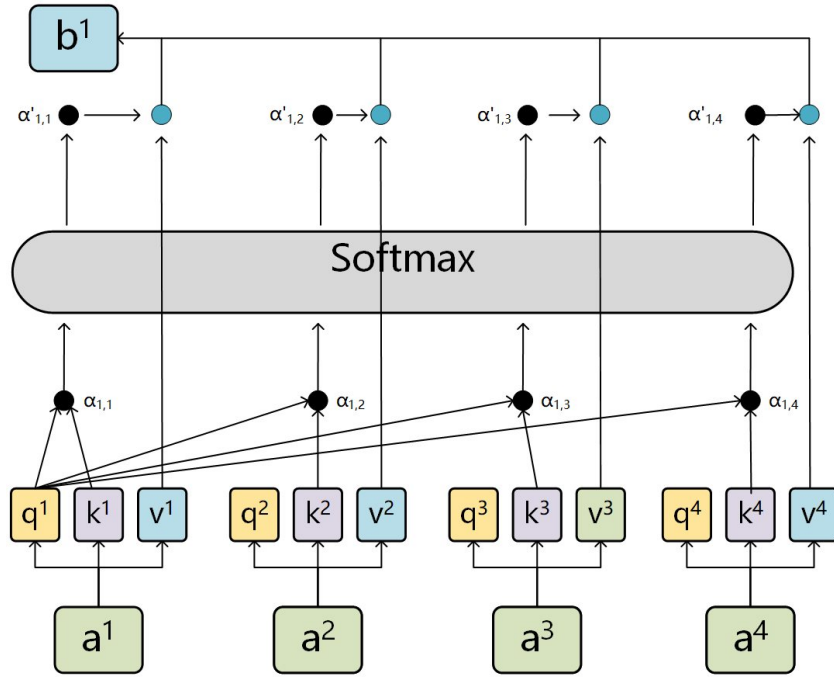 b¹
α'₁,₁ α'₁,₂ α'₁,₃ α'₁,₄
Softmax
α₁,₁ α₁,₂ α₁,₃ α₁,₄
q¹ k¹ v¹ q² k² v² q³ k³ v³ q⁴ k⁴ v⁴
a¹ a² a³ a⁴